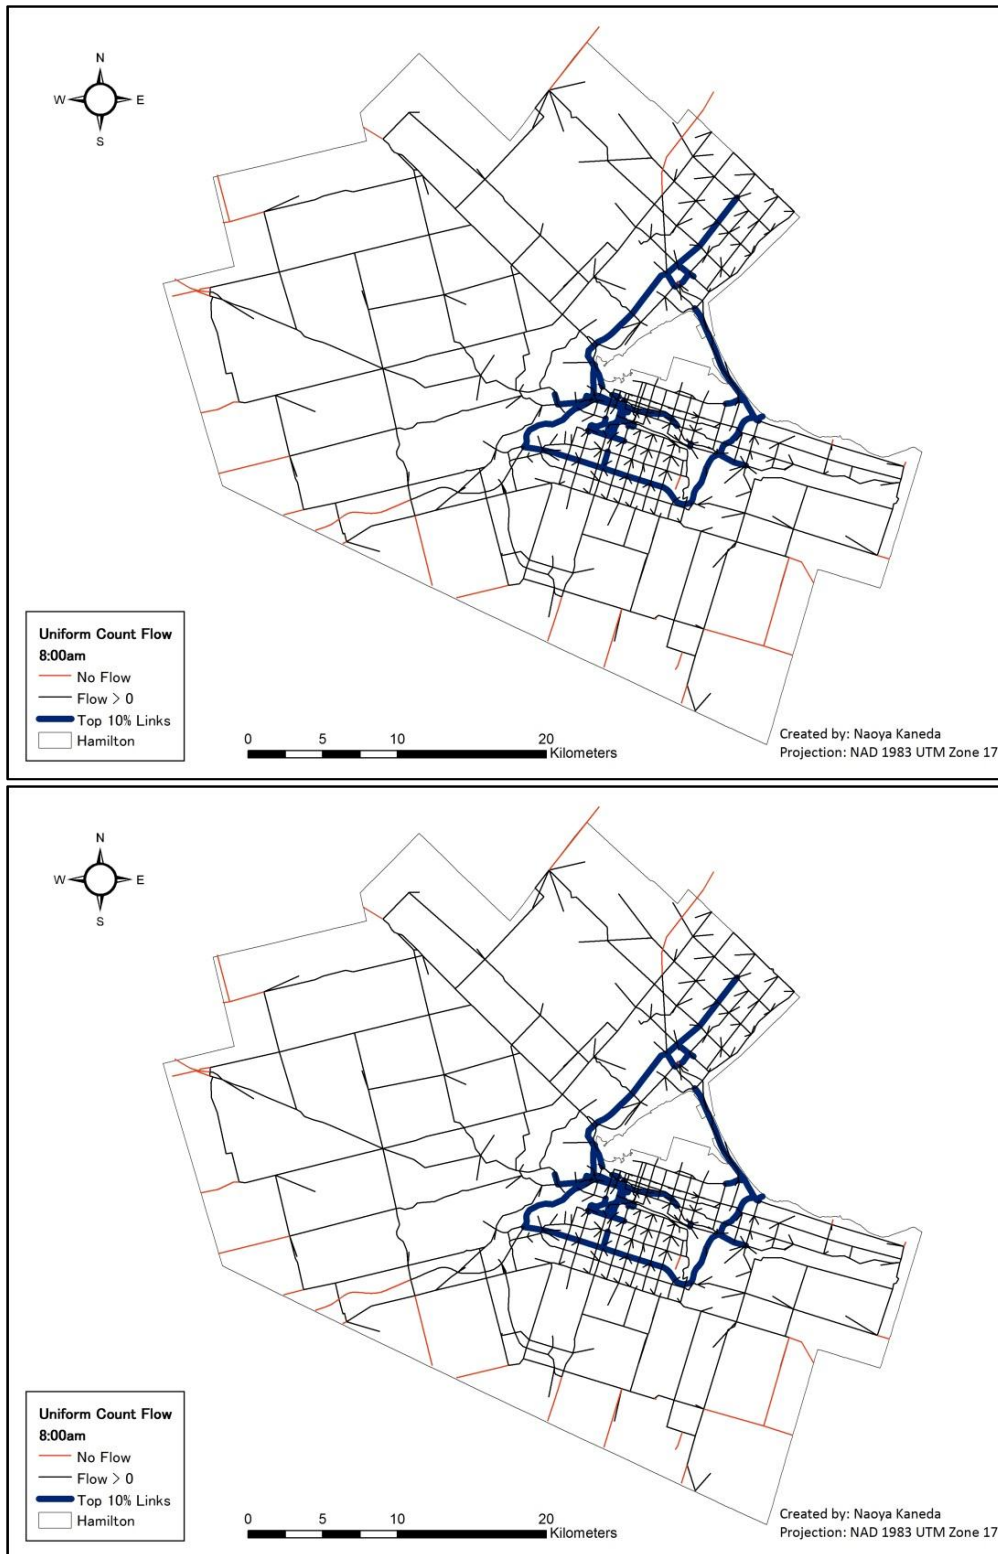 N
W E
S
Uniform Count Flow
8:00am
No Flow
Flow > 0
Top 10% Links
Hamilton
0 5 10 20
Kilometers
Created by: Naoya Kaneda
Projection: NAD 1983 UTM Zone 17
N
W E
S
Uniform Count Flow
8:00am
No Flow
Flow > 0
Top 10% Links
Hamilton
0 5 10 20
Kilometers
Created by: Naoya Kaneda
Projection: NAD 1983 UTM Zone 17